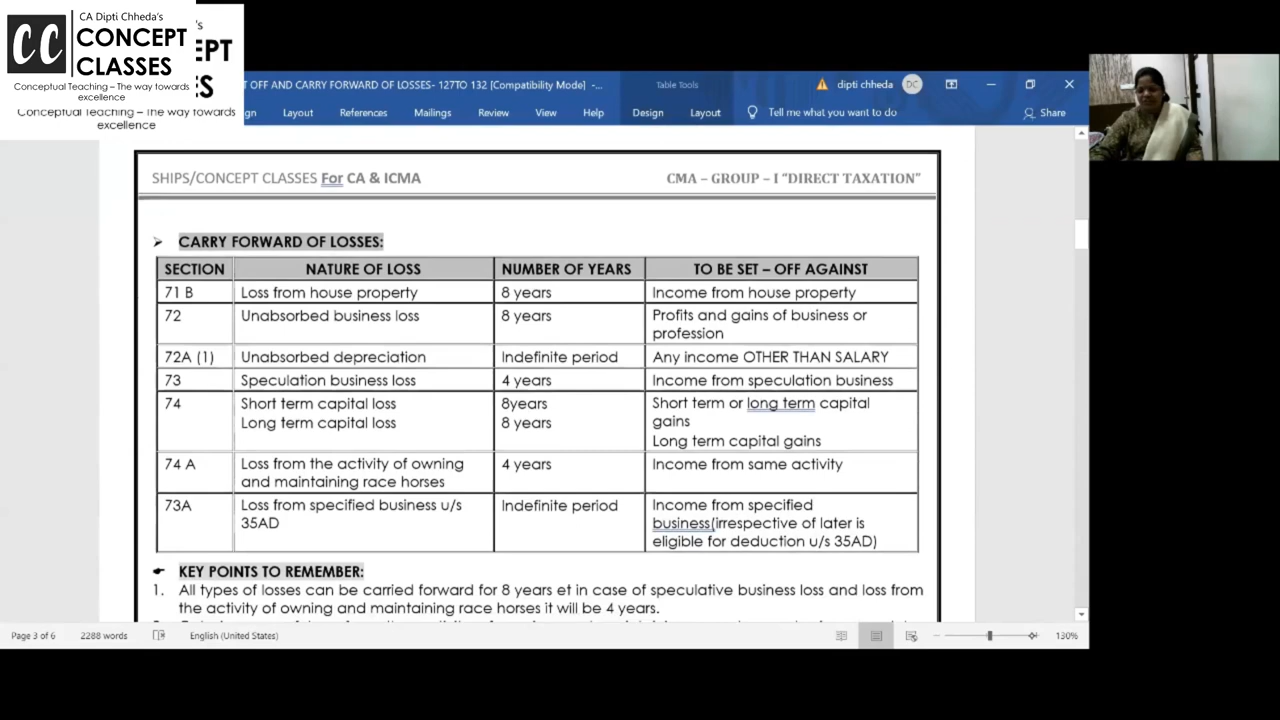 CA Dipti Chheda's
's
CONCEPT
EPT
CLASSES
S
Conceptual Teaching – The way towards
excellence
Conceptual Teaching – The way towards
excellence
CC
T OFF AND CARRY FORWARD OF LOSSES- 127TO 132 [Compatibility Mode] -...
Table Tools
dipti chheda
DC
gn Layout References Mailings Review View Help Design Layout Tell me what you want to do Share
SHIPS/CONCEPT CLASSES For CA & ICMA
CMA – GROUP – I "DIRECT TAXATION"
CARRY FORWARD OF LOSSES:
SECTION NATURE OF LOSS NUMBER OF YEARS TO BE SET – OFF AGAINST
71 B Loss from house property 8 years Income from house property
72 Unabsorbed business loss 8 years Profits and gains of business or
profession
72A (1) Unabsorbed depreciation Indefinite period Any income OTHER THAN SALARY
73 Speculation business loss 4 years Income from speculation business
74 Short term capital loss 8years Short term or long term capital
gains
Long term capital loss 8 years
Long term capital gains
74 A Loss from the activity of owning 4 years Income from same activity
and maintaining race horses
73A Loss from specified business u/s Indefinite period Income from specified
35AD business(irrespective of later is
eligible for deduction u/s 35AD)
KEY POINTS TO REMEMBER:
1. All types of losses can be carried forward for 8 years et in case of speculative business loss and loss from
the activity of owning and maintaining race horses it will be 4 years.
Page 3 of 6 2288 words English (United States) 130%